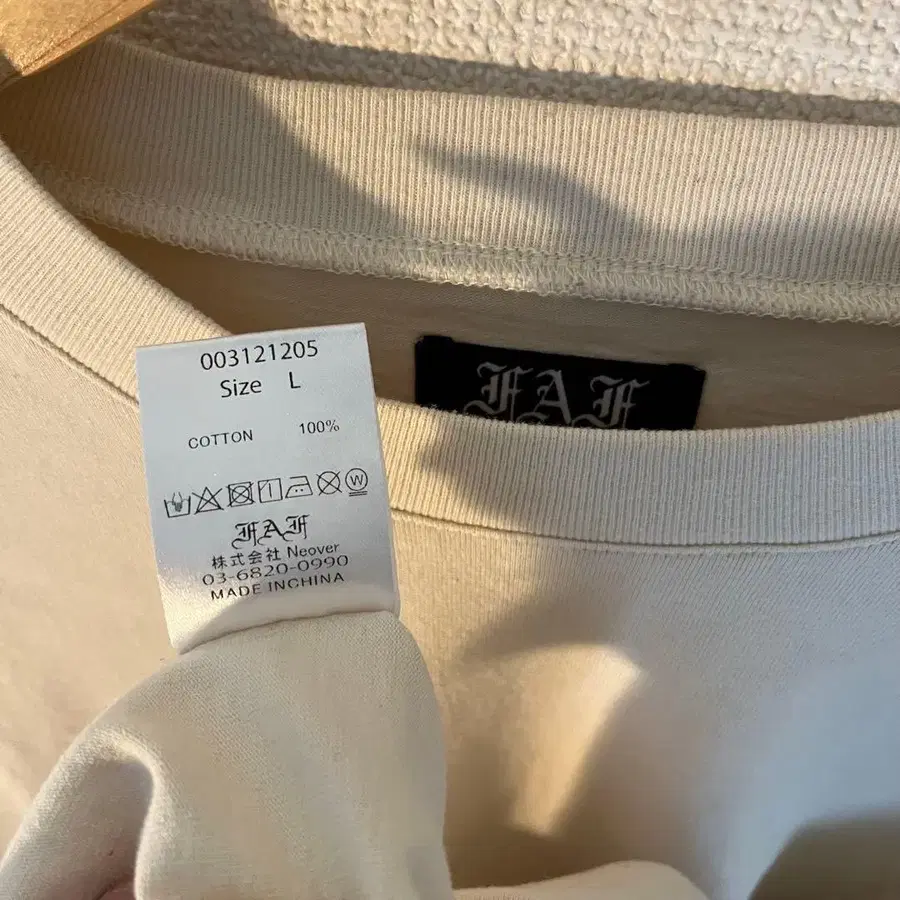 003121205
Size L
COTTON 100%
W
FAF
株式会社 Neover
03-6820-0990
MADE INCHINA
FAF